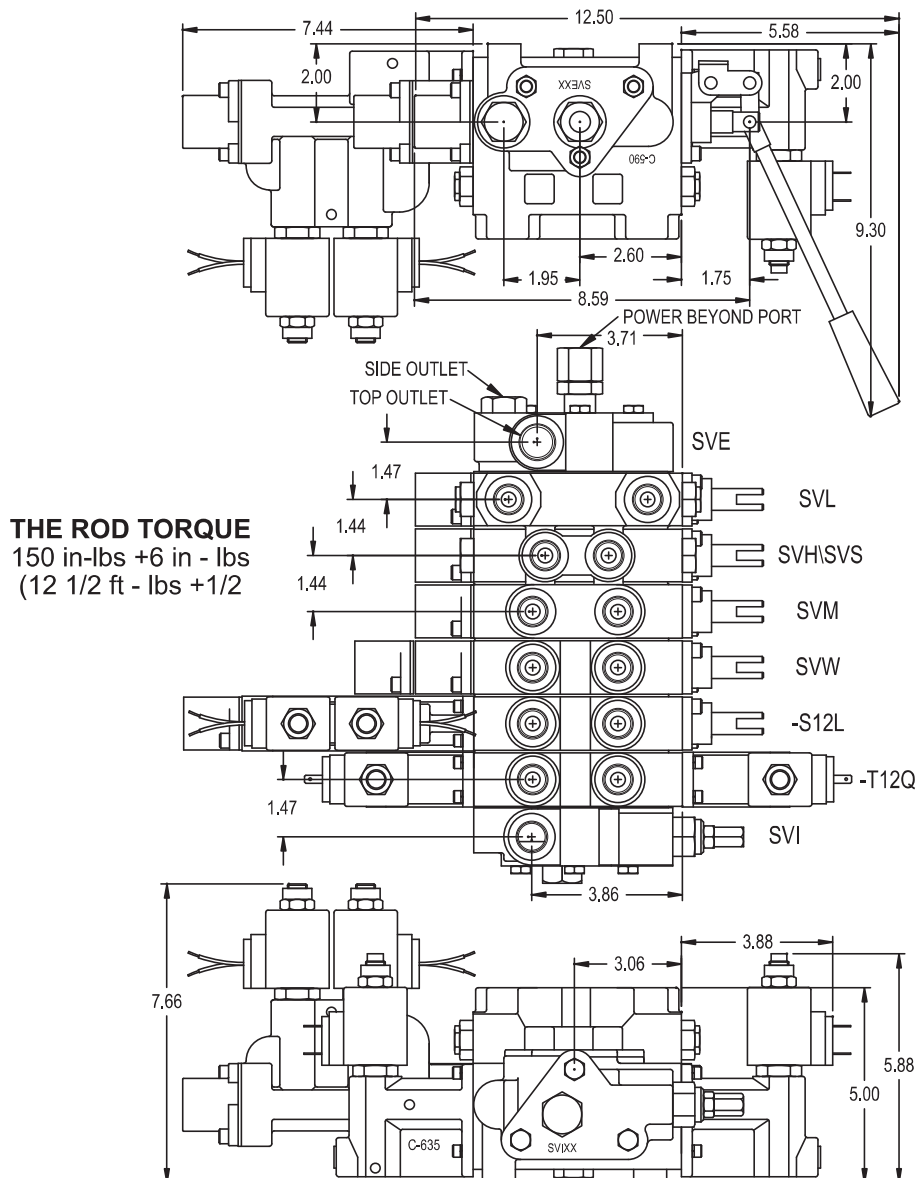 12.50
7.44
5.58
2.00
2.00
SVEXX
C-590
9.30
2.60
1.95
1.75
8.59
POWER BEYOND PORT
3.71
SIDE OUTLET
TOP OUTLET
SVE
1.47
SVL
1.44
THE ROD TORQUE
150 in-lbs +6 in - lbs
(12 1/2 ft - lbs +1/2
SVH\SVS
1.44
SVM
SVW
-S12L
-T12Q
1.47
SVI
3.86
3.88
3.06
7.66
5.88
5.00
C-635
SVIXX